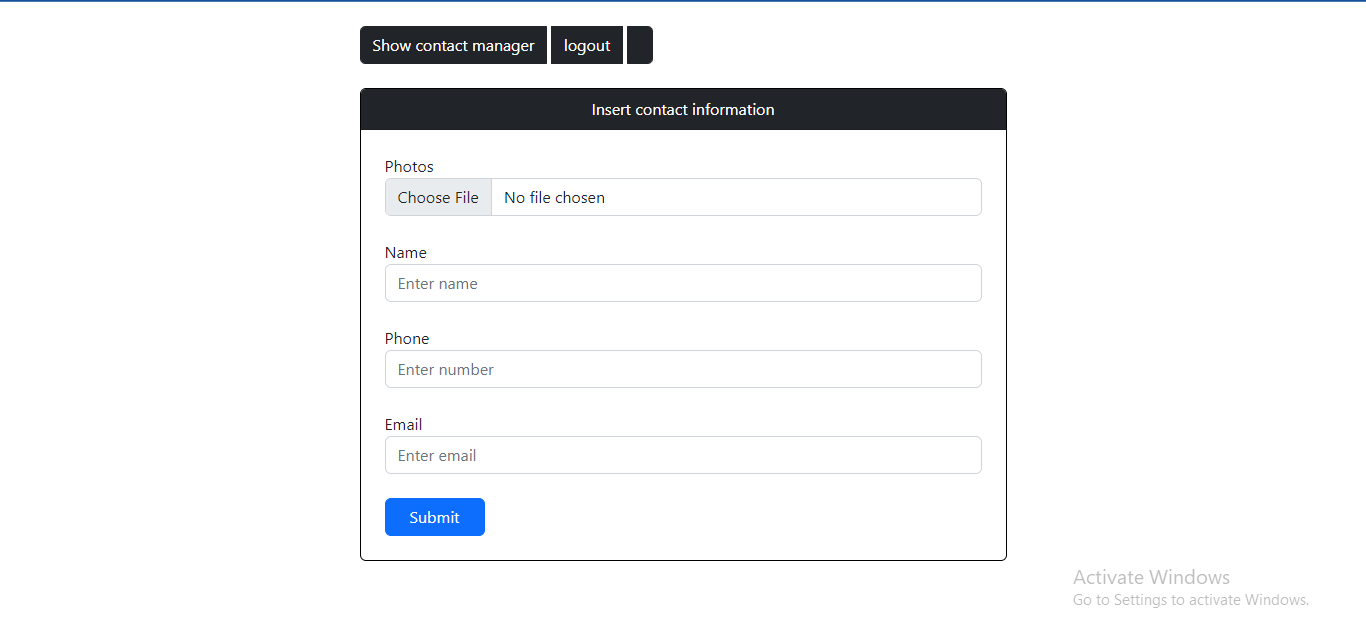 Show contact manager logout
Insert contact information
Photos
Choose File No file chosen
Name
Enter name
Phone
Enter number
Email
Enter email
Submit
Activate Windows
Go to Settings to activate Windows.